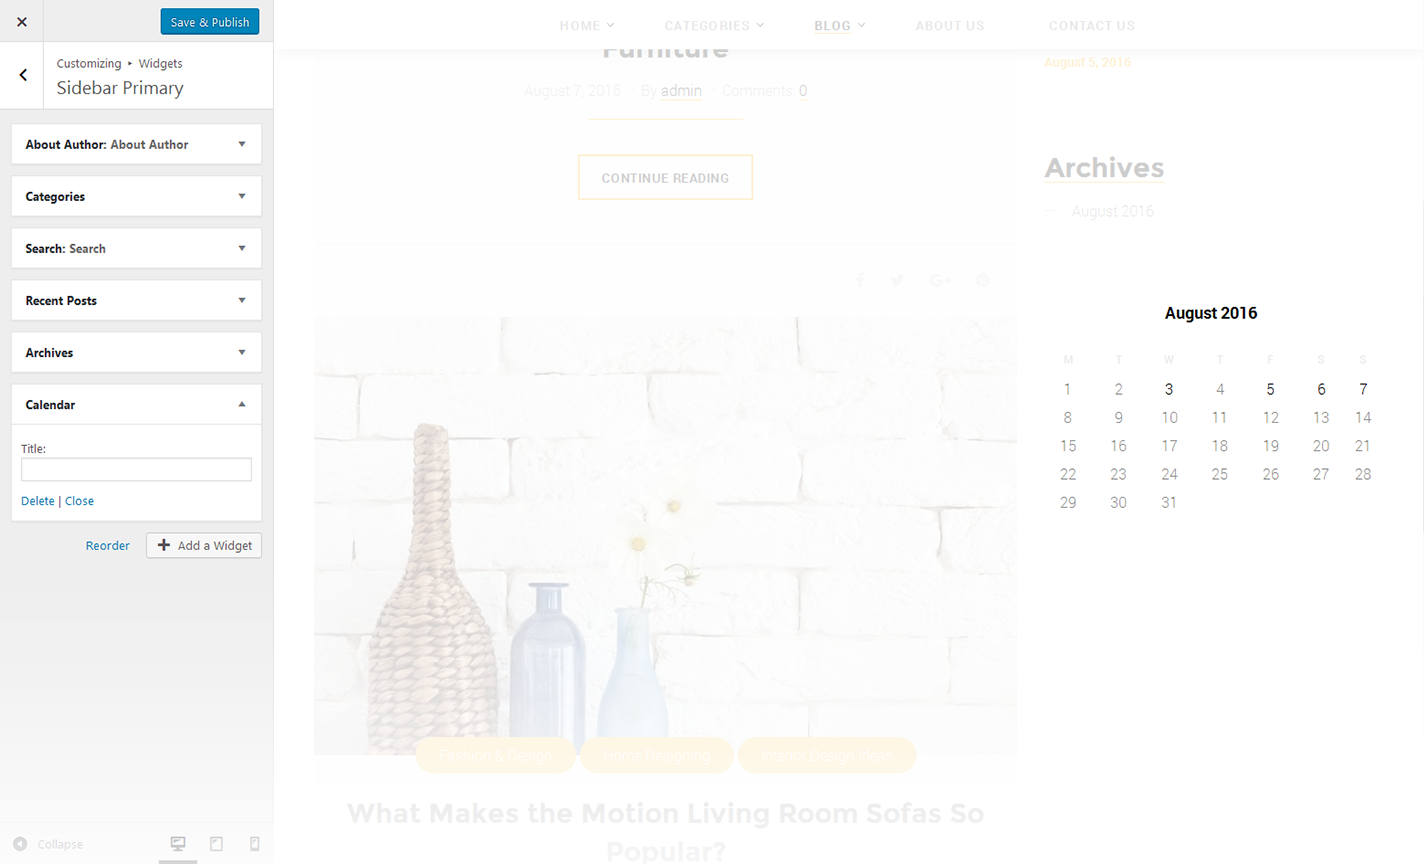 Save & Publish
Customizing ▸ Widgets
Sidebar Primary
About Author: About Author
Categories
Search: Search
Recent Posts
Archives
Calendar
Title:
Delete | Close
Reorder
Add a Widget
Collapse
HOME CATEGORIES BLOG ABOUT US CONTACT US
Furniture
August 7, 2016 · By admin · Comments: 0
CONTINUE READING
Fashion & Design Home Designing Interior Design Ideas
What Makes the Motion Living Room Sofas So
Popular?
August 5, 2016
Archives
— August 2016
August 2016
M T W T F S S
1 2 3 4 5 6 7
8 9 10 11 12 13 14
15 16 17 18 19 20 21
22 23 24 25 26 27 28
29 30 31